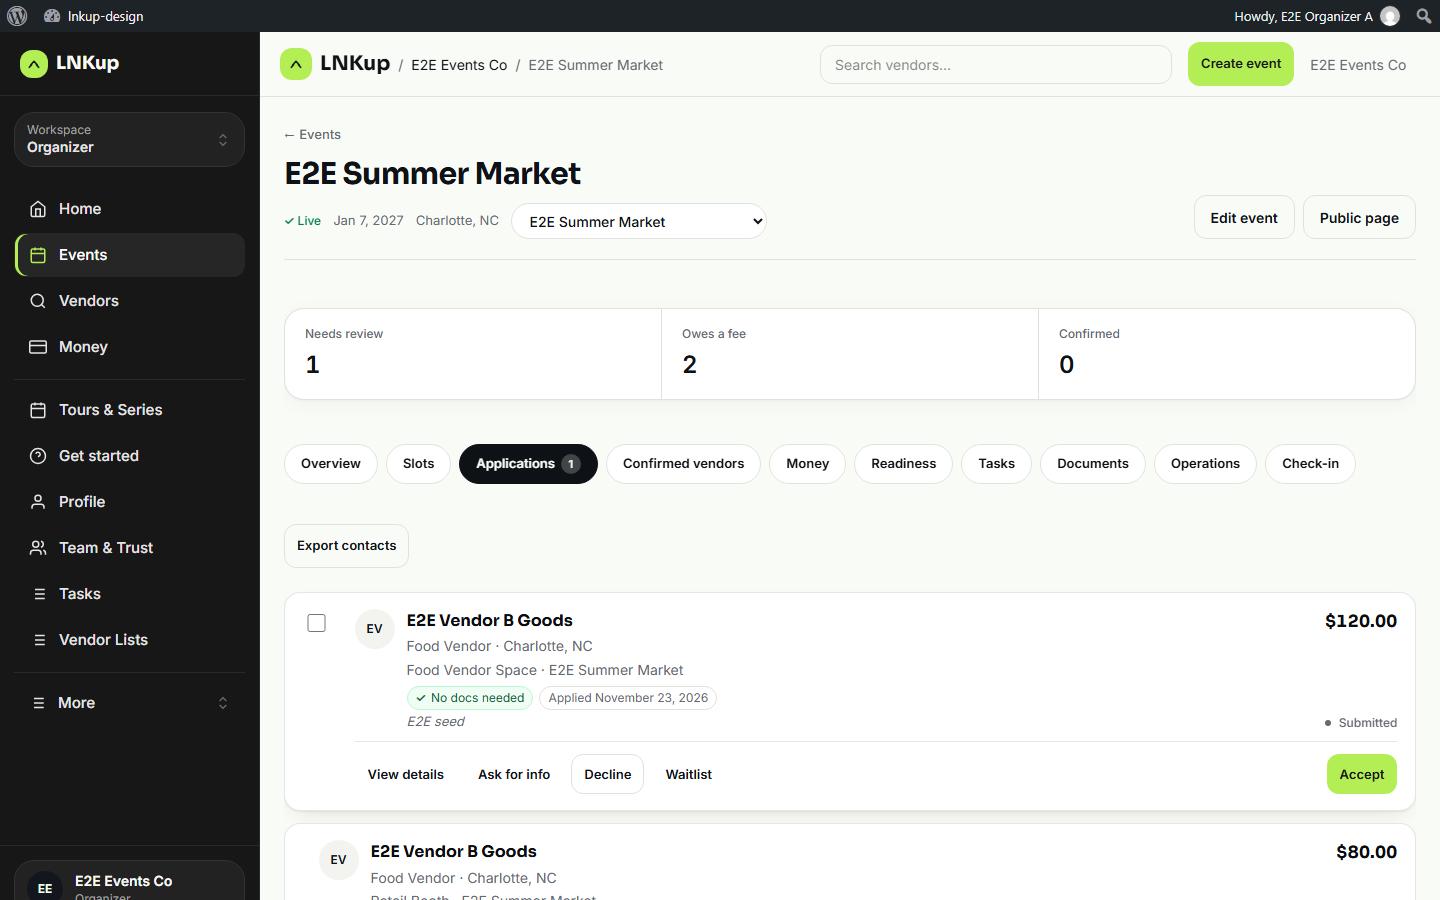 lnkup-design
Howdy, E2E Organizer A
LNKup
Workspace
Organizer
Home
Events
Vendors
Money
Tours & Series
Get started
Profile
Team & Trust
Tasks
Vendor Lists
More
EE
E2E Events Co
Organizer
LNKup / E2E Events Co / E2E Summer Market
Search vendors...
Create event
E2E Events Co
← Events
E2E Summer Market
✓ Live Jan 7, 2027 Charlotte, NC E2E Summer Market
Edit event
Public page
Needs review
1
Owes a fee
2
Confirmed
0
Overview
Slots
Applications 1
Confirmed vendors
Money
Readiness
Tasks
Documents
Operations
Check-in
Export contacts
EV
E2E Vendor B Goods
$120.00
Food Vendor · Charlotte, NC
Food Vendor Space · E2E Summer Market
✓ No docs needed
Applied November 23, 2026
E2E seed
Submitted
View details
Ask for info
Decline
Waitlist
Accept
EV
E2E Vendor B Goods
$80.00
Food Vendor · Charlotte, NC
Retail Booth · E2E Summer Market